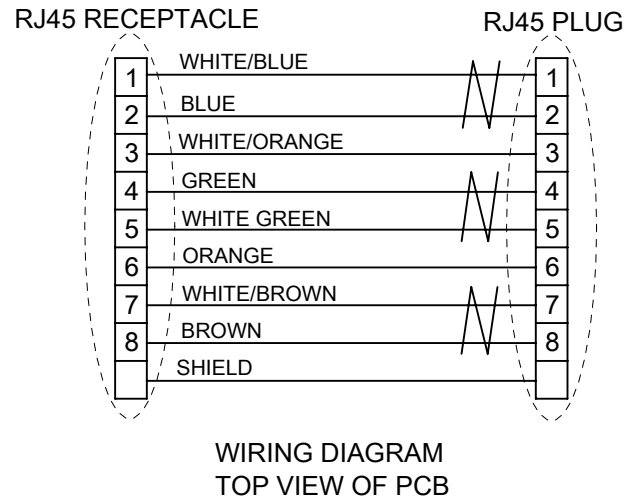 RJ45 RECEPTACLE RJ45 PLUG
1 WHITE/BLUE 1
2 BLUE 2
3 WHITE/ORANGE 3
4 GREEN 4
5 WHITE GREEN 5
6 ORANGE 6
7 WHITE/BROWN 7
8 BROWN 8
SHIELD
WIRING DIAGRAM
TOP VIEW OF PCB